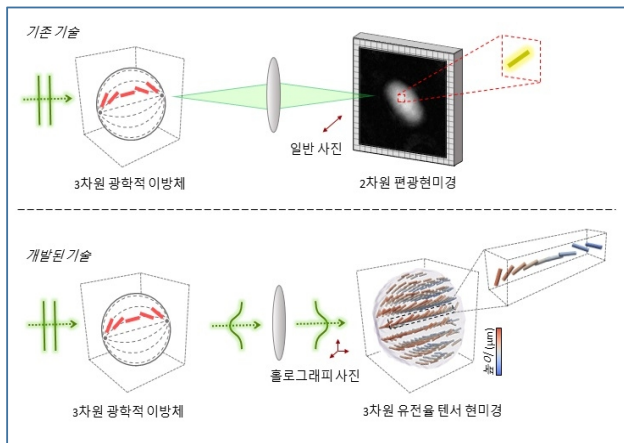 기존 기술
일반 사진
3차원 광학적 이방체
2차원 편광현미경
개발된 기술
홀로그래피 사진
3차원 광학적 이방체
3차원 유전율 텐서 현미경